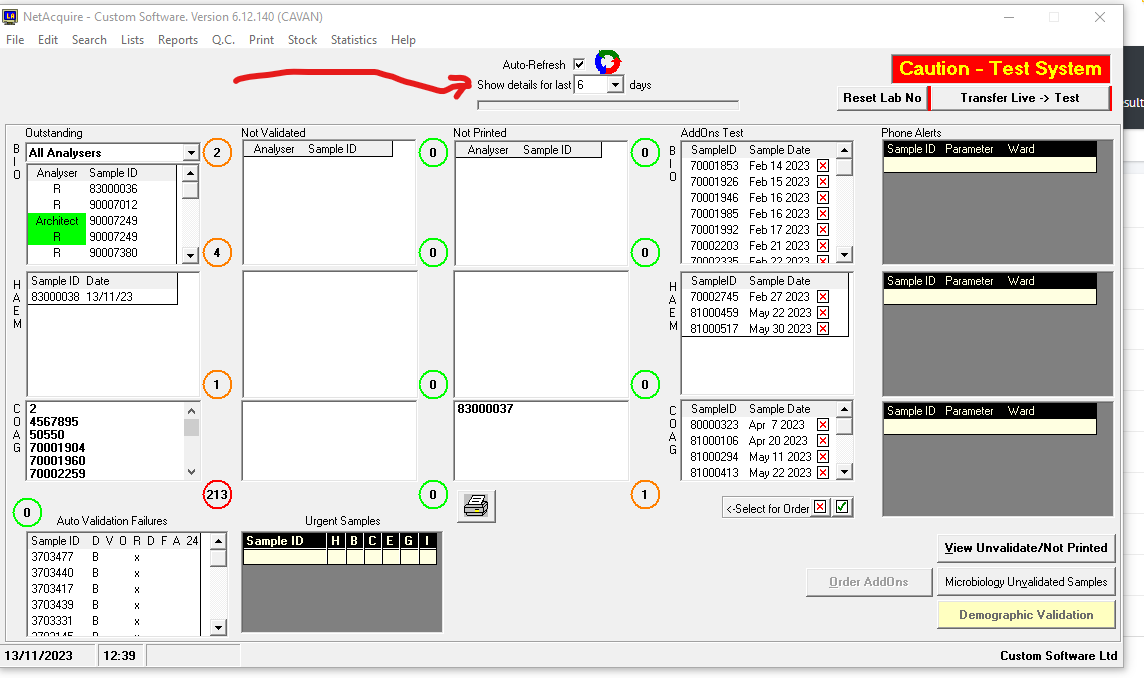 NetAcquire - Custom Software. Version 6.12.140 (CAVAN)
File Edit Search Lists Reports Q.C. Print Stock Statistics Help
Auto-Refresh
Show details for last 6 days
Caution - Test System
Reset Lab No Transfer Live -> Test
sult
Outstanding
BIO
All Analysers
2
Analyser Sample ID
R 83000036
R 90007012
Architect 90007249
R 90007249
R 90007380
4
HAEM
Sample ID Date
83000038 13/11/23
1
COAG
2
4567895
50550
70001904
70001960
70002259
213
Not Validated
Analyser Sample ID
0
0
0
0
Not Printed
Analyser Sample ID
0
0
0
83000037
1
AddOns Test
BIO
SampleID Sample Date
70001853 Feb 14 2023
70001926 Feb 15 2023
70001946 Feb 16 2023
70001985 Feb 16 2023
70001992 Feb 17 2023
70002203 Feb 21 2023
70002335 Feb 22 2023
HAEM
SampleID Sample Date
70002745 Feb 27 2023
81000459 May 22 2023
81000517 May 30 2023
COAG
SampleID Sample Date
80000323 Apr 7 2023
81000106 Apr 20 2023
81000294 May 11 2023
81000413 May 22 2023
<-Select for Order
Phone Alerts
Sample ID Parameter Ward
Sample ID Parameter Ward
Sample ID Parameter Ward
0
Auto Validation Failures
Sample ID D V O R D F A 24
3703477 B x
3703440 B x
3703417 B x
3703439 B x
3703331 B x
3703145 B x
Urgent Samples
Sample ID H B C E G I
View Unvalidate/Not Printed
Order AddOns
Microbiology Unvalidated Samples
Demographic Validation
13/11/2023 12:39
Custom Software Ltd